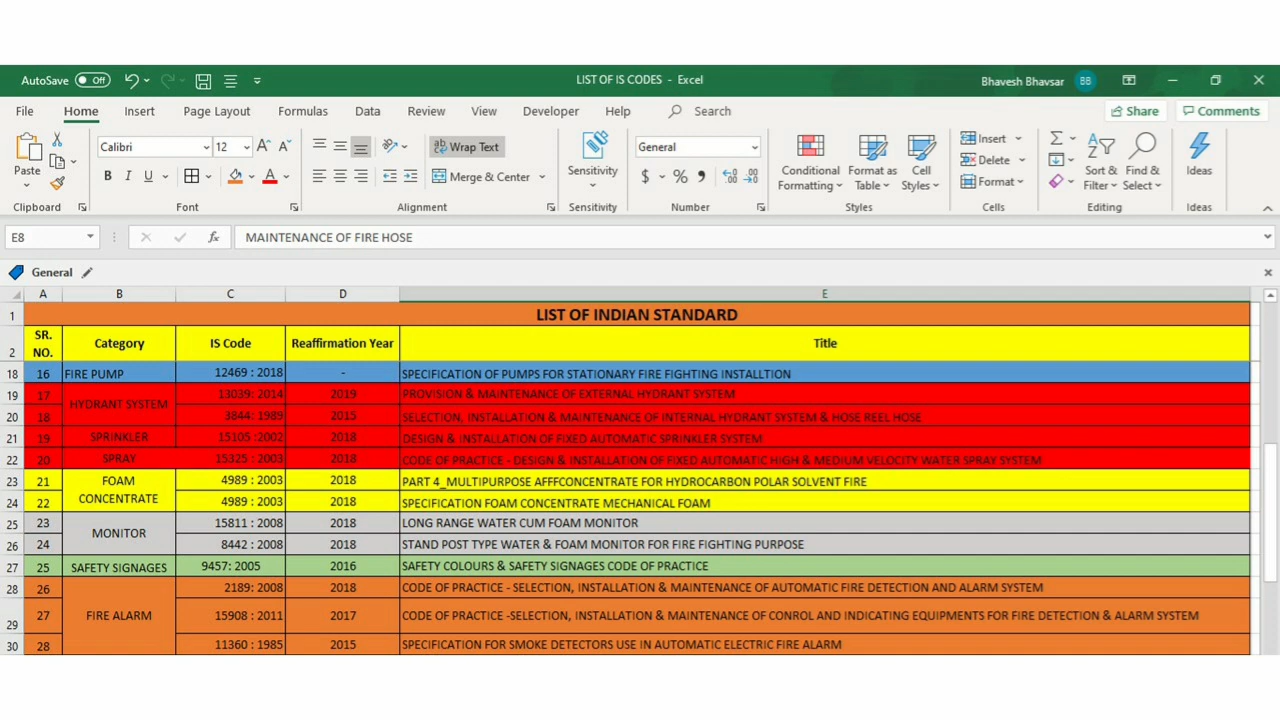 AutoSave Off LIST OF IS CODES - Excel Bhavesh Bhavsar BB
File Home Insert Page Layout Formulas Data Review View Developer Help Search Share Comments
Paste
Calibri 12 A A Wrap Text General Insert
B I U A Merge & Center $ % Delete
Sensitivity Conditional Formatting Format as Table Cell Styles Format Sort & Filter Find & Select Ideas
Clipboard Font Alignment Sensitivity Number Styles Cells Editing Ideas
E8 fx MAINTENANCE OF FIRE HOSE
General
A B C D E
1 LIST OF INDIAN STANDARD
2 SR. NO. Category IS Code Reaffirmation Year Title
18 16 FIRE PUMP 12469 : 2018 - SPECIFICATION OF PUMPS FOR STATIONARY FIRE FIGHTING INSTALLTION
19 17 HYDRANT SYSTEM 13039: 2014 2019 PROVISION & MAINTENANCE OF EXTERNAL HYDRANT SYSTEM
20 18 3844: 1989 2015 SELECTION, INSTALLATION & MAINTENANCE OF INTERNAL HYDRANT SYSTEM & HOSE REEL HOSE
21 19 SPRINKLER 15105 :2002 2018 DESIGN & INSTALLATION OF FIXED AUTOMATIC SPRINKLER SYSTEM
22 20 SPRAY 15325 : 2003 2018 CODE OF PRACTICE - DESIGN & INSTALLATION OF FIXED AUTOMATIC HIGH & MEDIUM VELOCITY WATER SPRAY SYSTEM
23 21 FOAM CONCENTRATE 4989 : 2003 2018 PART 4_MULTIPURPOSE AFFFCONCENTRATE FOR HYDROCARBON POLAR SOLVENT FIRE
24 22 4989 : 2003 2018 SPECIFICATION FOAM CONCENTRATE MECHANICAL FOAM
25 23 MONITOR 15811 : 2008 2018 LONG RANGE WATER CUM FOAM MONITOR
26 24 8442 : 2008 2018 STAND POST TYPE WATER & FOAM MONITOR FOR FIRE FIGHTING PURPOSE
27 25 SAFETY SIGNAGES 9457: 2005 2016 SAFETY COLOURS & SAFETY SIGNAGES CODE OF PRACTICE
28 26 FIRE ALARM 2189: 2008 2018 CODE OF PRACTICE - SELECTION, INSTALLATION & MAINTENANCE OF AUTOMATIC FIRE DETECTION AND ALARM SYSTEM
29 27 15908 : 2011 2017 CODE OF PRACTICE -SELECTION, INSTALLATION & MAINTENANCE OF CONROL AND INDICATING EQUIPMENTS FOR FIRE DETECTION & ALARM SYSTEM
30 28 11360 : 1985 2015 SPECIFICATION FOR SMOKE DETECTORS USE IN AUTOMATIC ELECTRIC FIRE ALARM